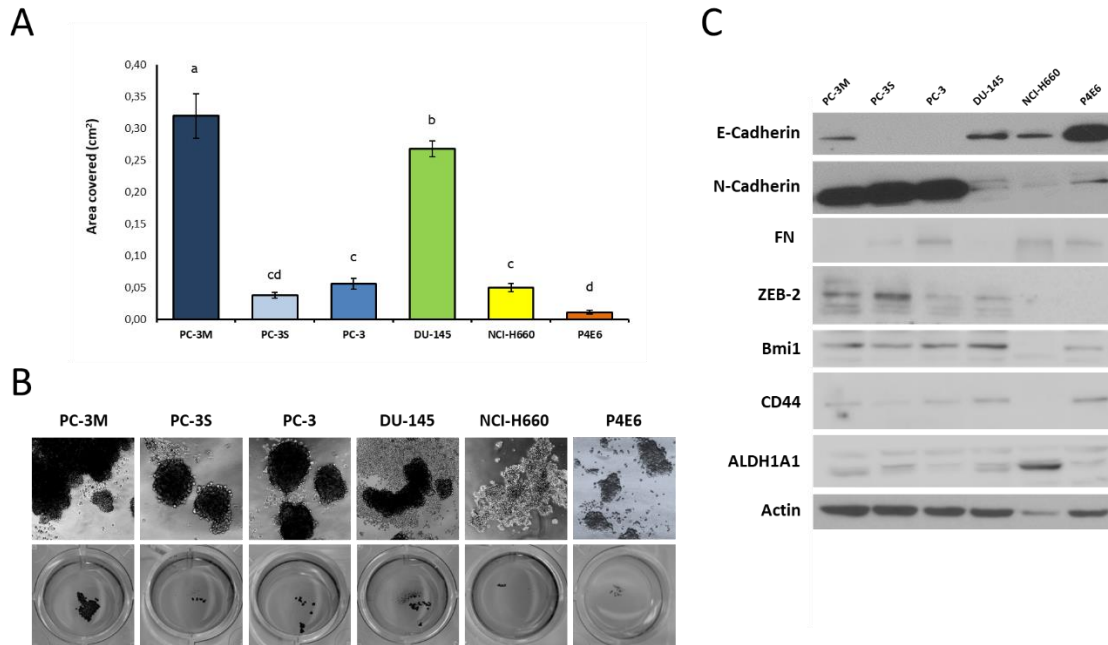 A
Area covered (cm²)
0,40
0,35
0,30
0,25
0,20
0,15
0,10
0,05
0,00
a
cd
c
b
c
d
PC-3M PC-3S PC-3 DU-145 NCI-H660 P4E6
B
PC-3M PC-3S PC-3 DU-145 NCI-H660 P4E6
C
PC-3M PC-3S PC-3 DU-145 NCI-H660 P4E6
E-Cadherin
N-Cadherin
FN
ZEB-2
Bmi1
CD44
ALDH1A1
Actin